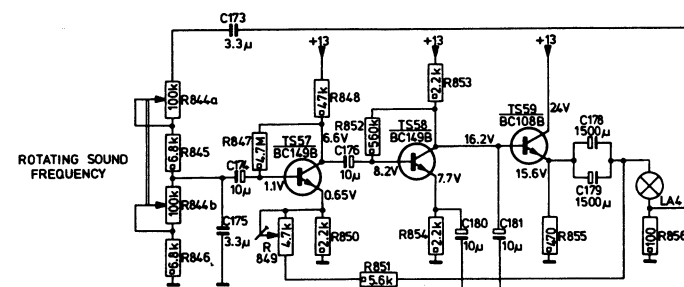 C173
3.3µ
+13
+13
+13
100k
R844a
47k
R848
2.2k
R853
6.8k
R845
R847
4.7M
TS57
BC149B
6.6V
R852
560k
C176
10µ
TS58
BC149B
16.2V
TS59
BC108B
24V
C178
1500µ
ROTATING SOUND
FREQUENCY
C174
10µ
1.1V
0.65V
8.2V
7.7V
15.6V
C179
1500µ
LA4
100k
R844b
C175
3.3µ
R
849
4.7k
2.2k
R850
R854
2.2k
C180
10µ
C181
10µ
470
R855
100
R856
6.8k
R846
R851
5.6k